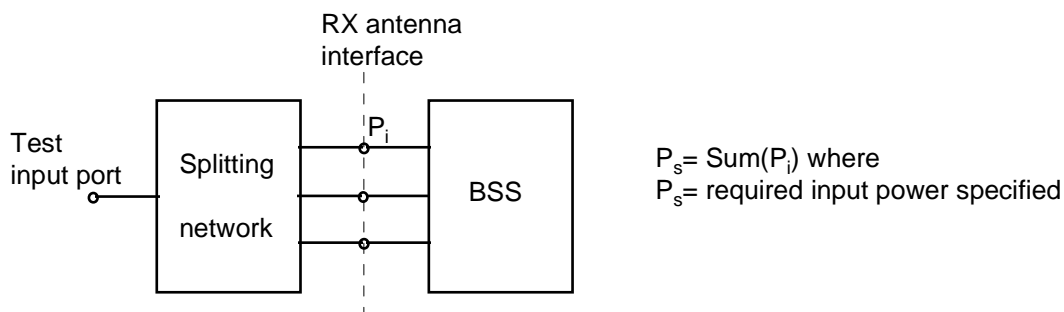 RX antenna
interface
Test
input port
Splitting
network
Pi
BSS
Ps= Sum(Pi) where
Ps= required input power specified